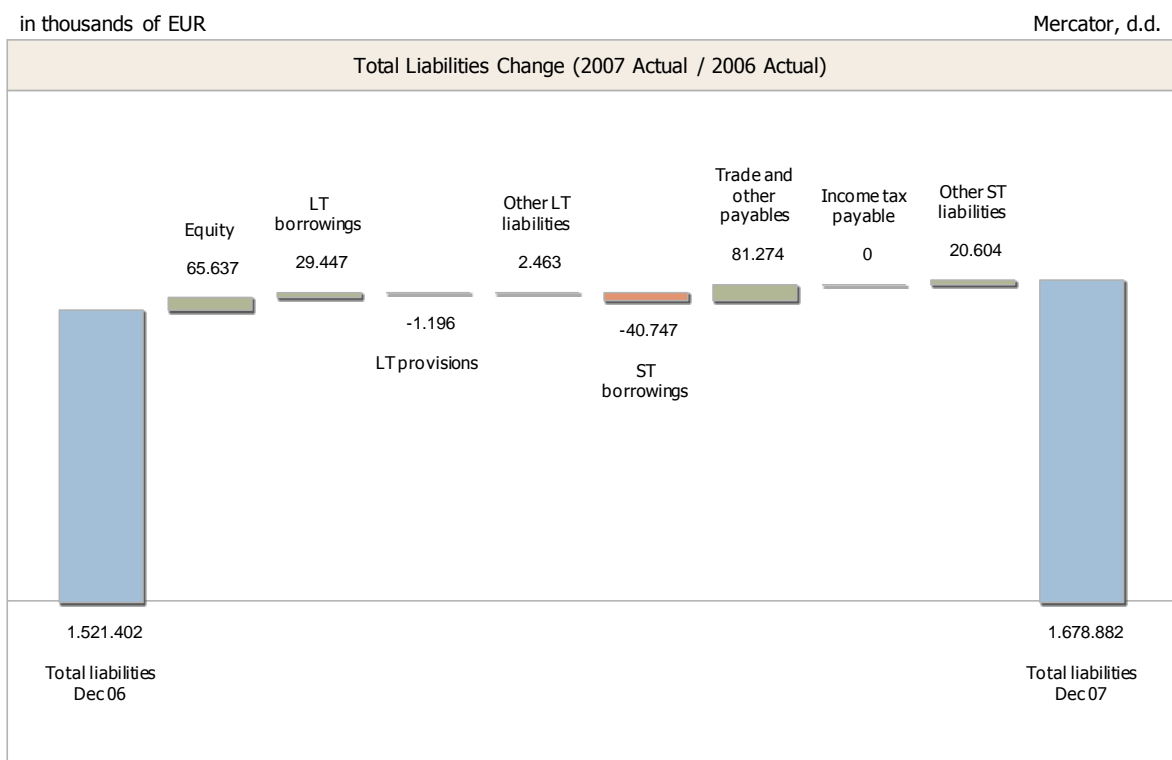 in thousands of EUR
Mercator, d.d.
Total Liabilities Change (2007 Actual / 2006 Actual)
Equity
65.637
LT
borrowings
29.447
-1.196
LT provisions
Other LT
liabilities
2.463
-40.747
ST
borrowings
Trade and
other
payables
81.274
Income tax
payable
0
Other ST
liabilities
20.604
1.521.402
Total liabilities
Dec 06
1.678.882
Total liabilities
Dec 07